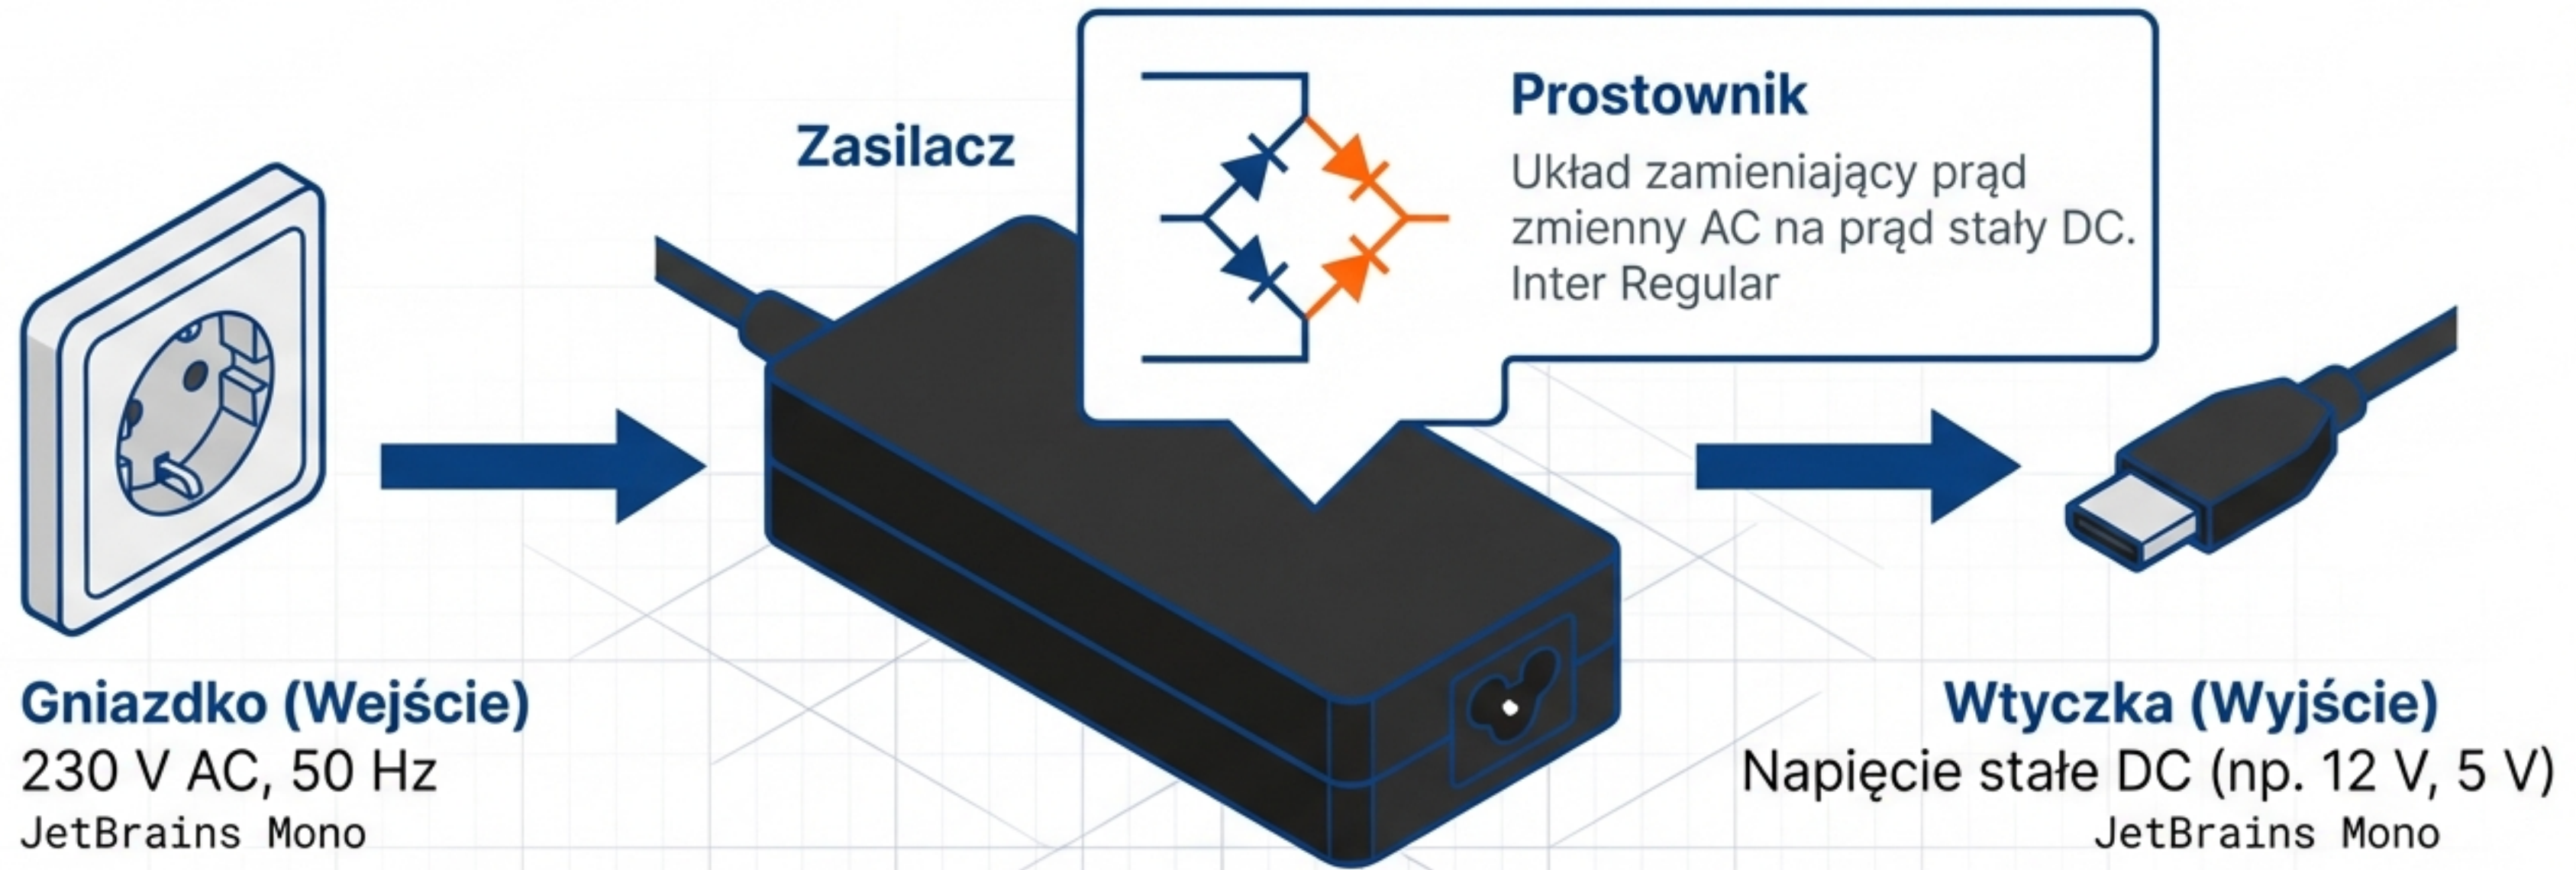 Zasilacz
Prostownik
Układ zamieniający prąd
zmienny AC na prąd stały DC.
Inter Regular
Gniazdko (Wejście)
230 V AC, 50 Hz
JetBrains Mono
Wtyczka (Wyjście)
Napięcie stałe DC (np. 12 V, 5 V)
JetBrains Mono